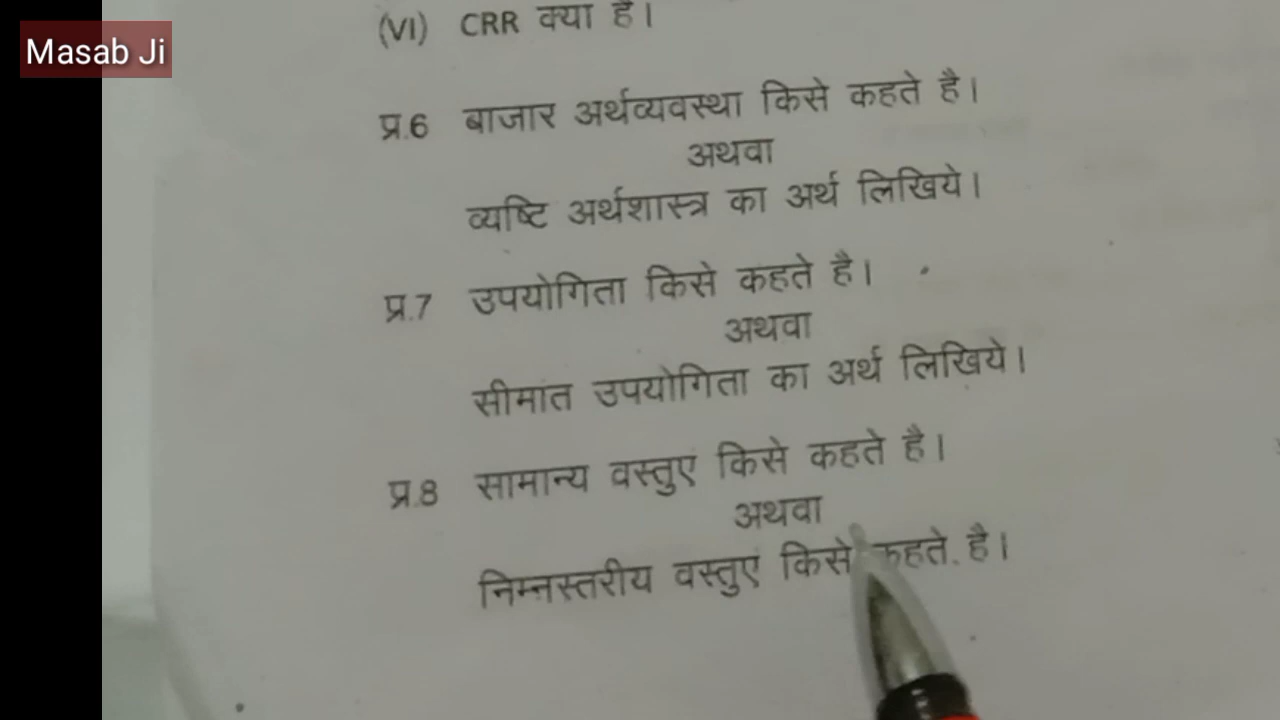 Masab Ji
(VI) CRR क्या है।
प्र.6 बाजार अर्थव्यवस्था किसे कहते है।
अथवा
व्यष्टि अर्थशास्त्र का अर्थ लिखिये।
प्र.7 उपयोगिता किसे कहते है।
अथवा
सीमांत उपयोगिता का अर्थ लिखिये।
प्र.8 सामान्य वस्तुए किसे कहते है।
अथवा
निम्नस्तरीय वस्तुएं किसे कहते है।